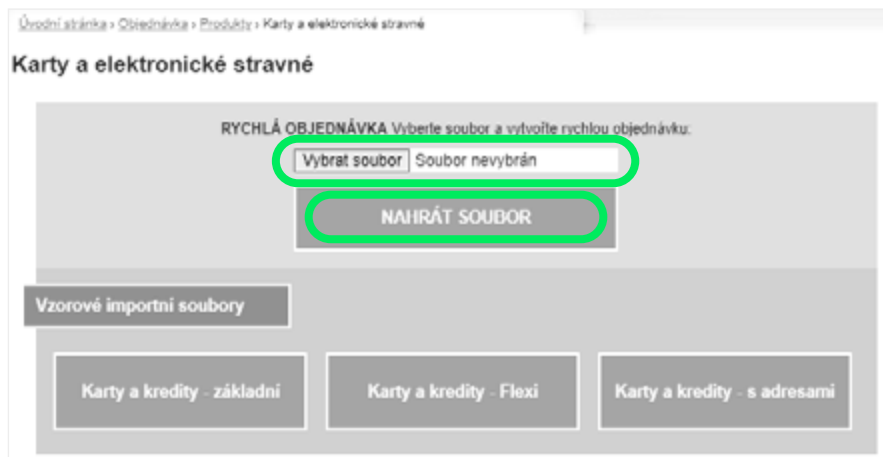 Úvodní stránka › Objednávka › Produkty › Karty a elektronické stravné
Karty a elektronické stravné
RYCHLÁ OBJEDNÁVKA Vyberte soubor a vytvořte rychlou objednávku:
Vybrat soubor Soubor nevybrán
NAHRÁT SOUBOR
Vzorové importní soubory
Karty a kredity - základní
Karty a kredity - Flexi
Karty a kredity - s adresami